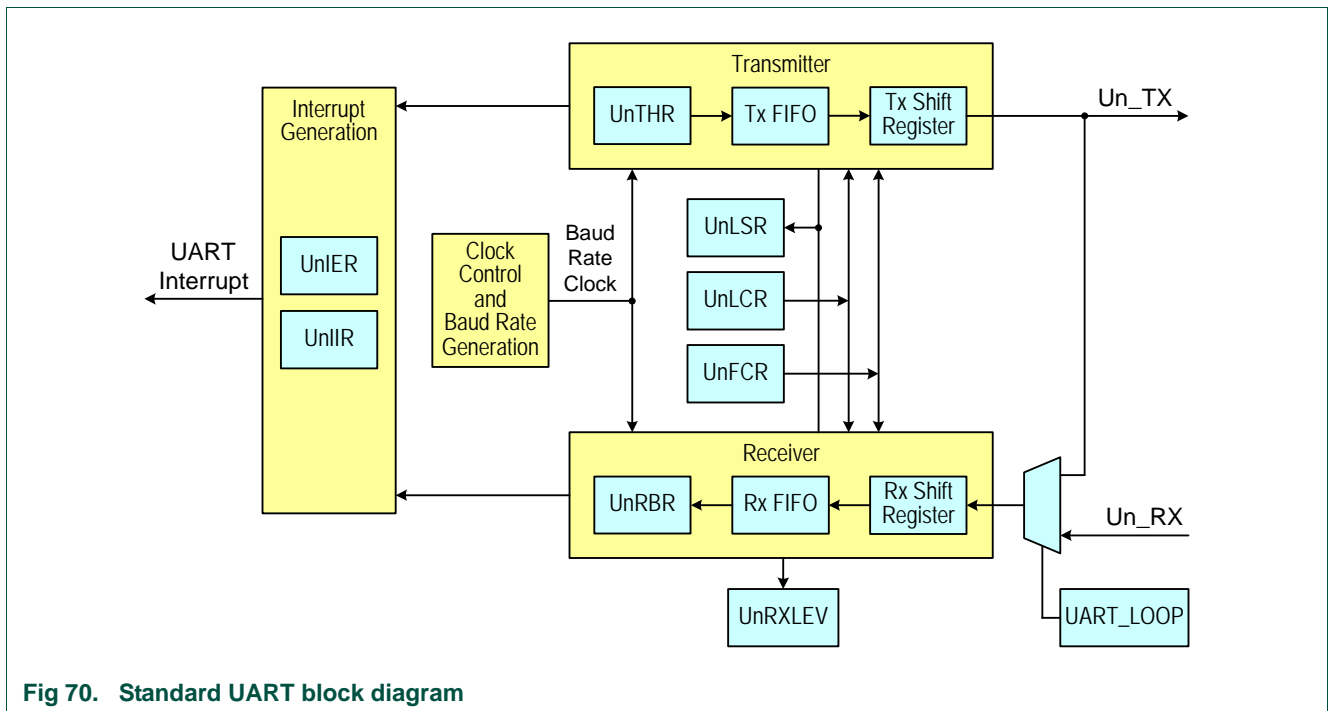 Transmitter
UnTHR
Tx FIFO
Tx Shift
Register
Un_TX
Interrupt
Generation
UnIER
UnIIR
UART
Interrupt
Clock
Control
and
Baud Rate
Generation
Baud
Rate
Clock
UnLSR
UnLCR
UnFCR
Receiver
UnRBR
Rx FIFO
Rx Shift
Register
Un_RX
UnRXLEV
UART_LOOP
Fig 70. Standard UART block diagram